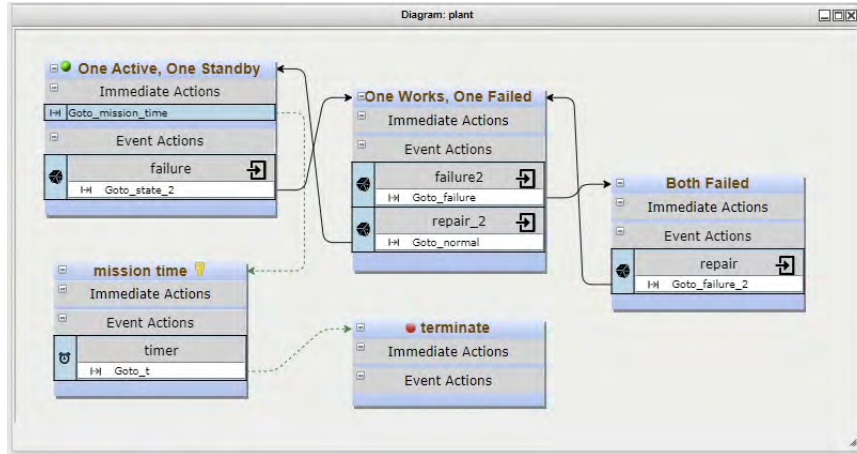 Diagram: plant
One Active, One Standby
Immediate Actions
Goto_mission_time
Event Actions
failure
Goto_state_2
One Works, One Failed
Immediate Actions
Event Actions
failure2
Goto_failure
repair_2
Goto_normal
Both Failed
Immediate Actions
Event Actions
repair
Goto_failure_2
mission time
Immediate Actions
Event Actions
timer
Goto_t
terminate
Immediate Actions
Event Actions